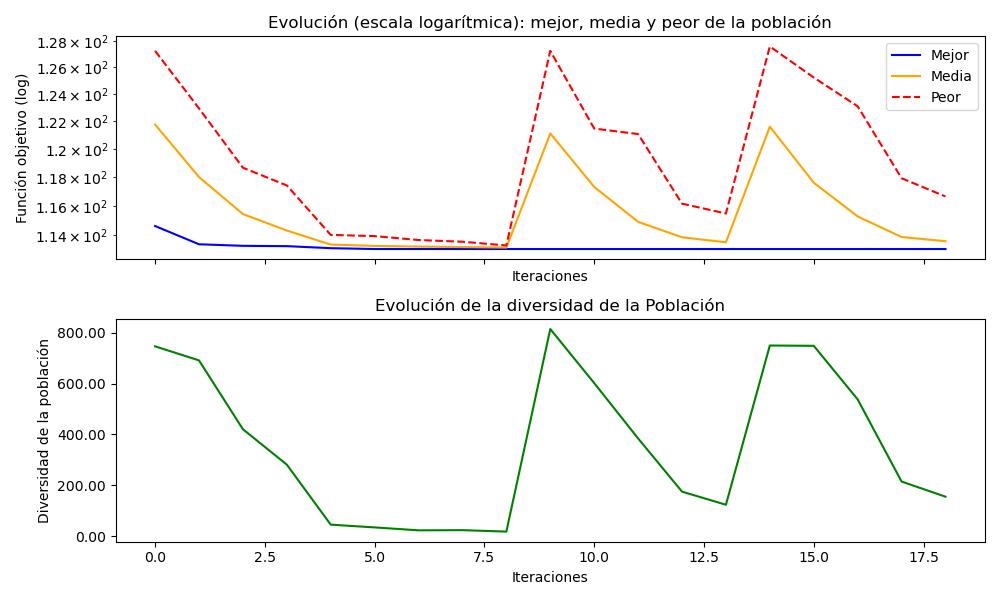 Evolución (escala logarítmica): mejor, media y peor de la población
Función objetivo (log)
1.28 × 10²
1.26 × 10²
1.24 × 10²
1.22 × 10²
1.2 × 10²
1.18 × 10²
1.16 × 10²
1.14 × 10²
Mejor
Media
Peor
Iteraciones
Evolución de la diversidad de la Población
Diversidad de la población
800.00
600.00
400.00
200.00
0.00
0.0 2.5 5.0 7.5 10.0 12.5 15.0 17.5
Iteraciones